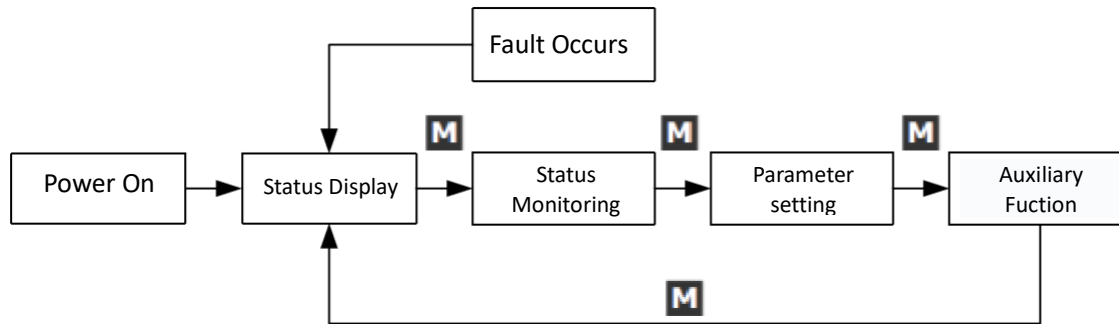 Fault Occurs
M
M
M
Power On
Status Display
Status
Monitoring
Parameter
setting
Auxiliary
Fuction
M